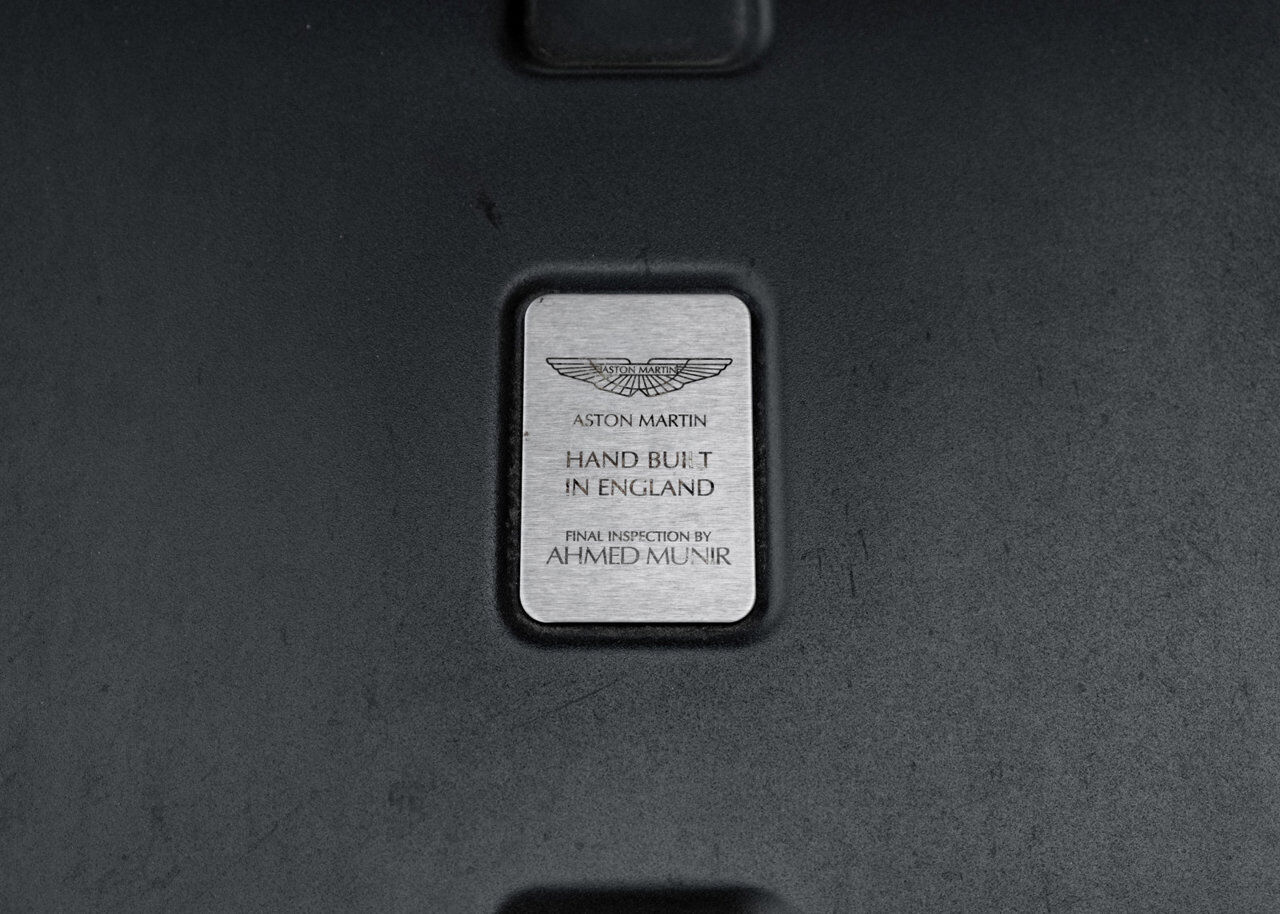 ASTON MARTIN
ASTON MARTIN
HAND BUILT
IN ENGLAND
FINAL INSPECTION BY
AHMED MUNIR